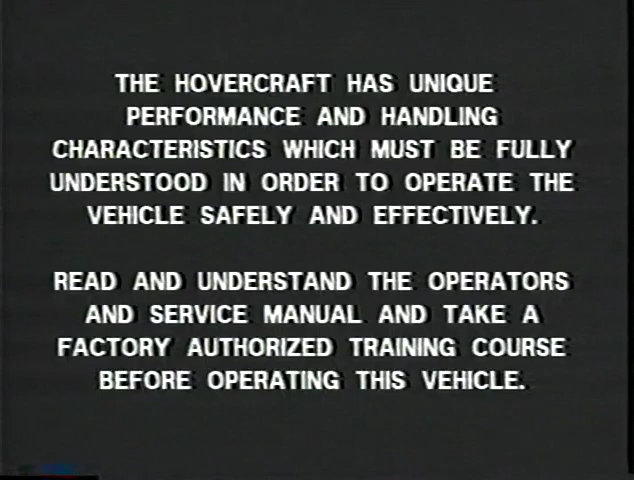 THE HOVERCRAFT HAS UNIQUE
PERFORMANCE AND HANDLING
CHARACTERISTICS WHICH MUST BE FULLY
UNDERSTOOD IN ORDER TO OPERATE THE
VEHICLE SAFELY AND EFFECTIVELY.
READ AND UNDERSTAND THE OPERATORS
AND SERVICE MANUAL AND TAKE A
FACTORY AUTHORIZED TRAINING COURSE
BEFORE OPERATING THIS VEHICLE.